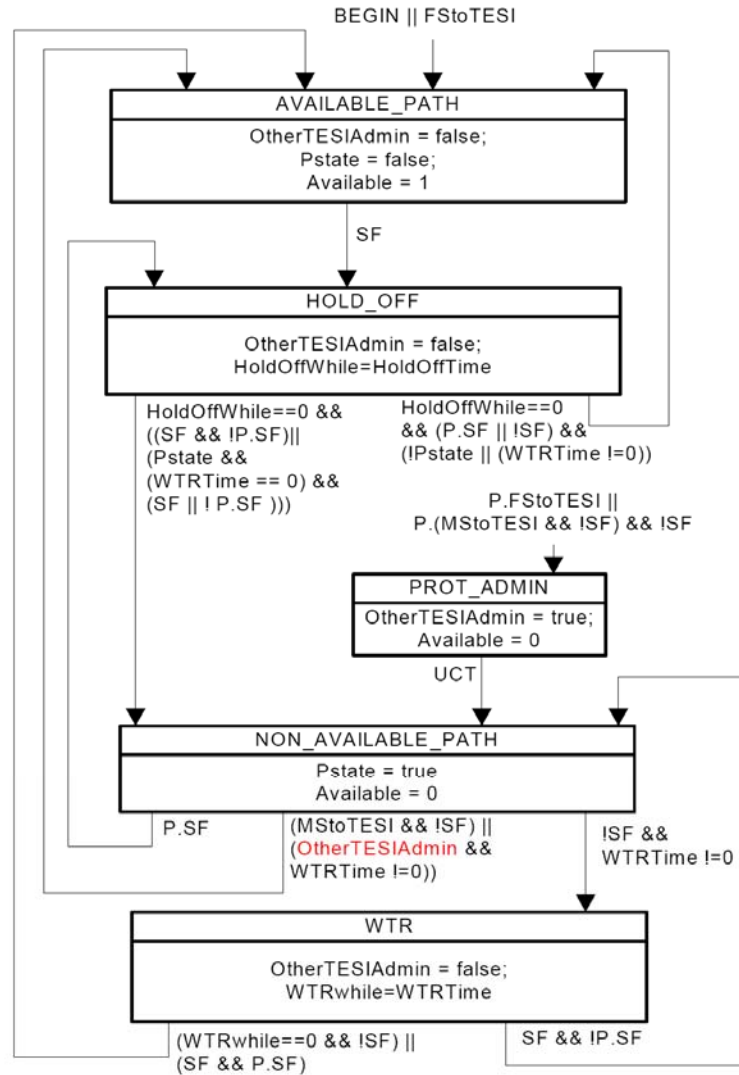 BEGIN || FStoTESI
AVAILABLE_PATH
OtherTESIAdmin = false;
Pstate = false;
Available = 1
SF
HOLD_OFF
OtherTESIAdmin = false;
HoldOffWhile=HoldOffTime
HoldOffWhile==0 &&
((SF && !P.SF)||
(Pstate &&
(WTRTime == 0) &&
(SF || ! P.SF )))
HoldOffWhile==0
&& (P.SF || !SF) &&
(!Pstate || (WTRTime !=0))
P.FStoTESI ||
P.(MStoTESI && !SF) && !SF
PROT_ADMIN
OtherTESIAdmin = true;
Available = 0
UCT
NON_AVAILABLE_PATH
Pstate = true
Available = 0
P.SF
(MStoTESI && !SF) ||
(OtherTESIAdmin &&
WTRTime !=0))
!SF &&
WTRTime !=0
WTR
OtherTESIAdmin = false;
WTRwhile=WTRTime
(WTRwhile==0 && !SF) ||
(SF && P.SF)
SF && !P.SF